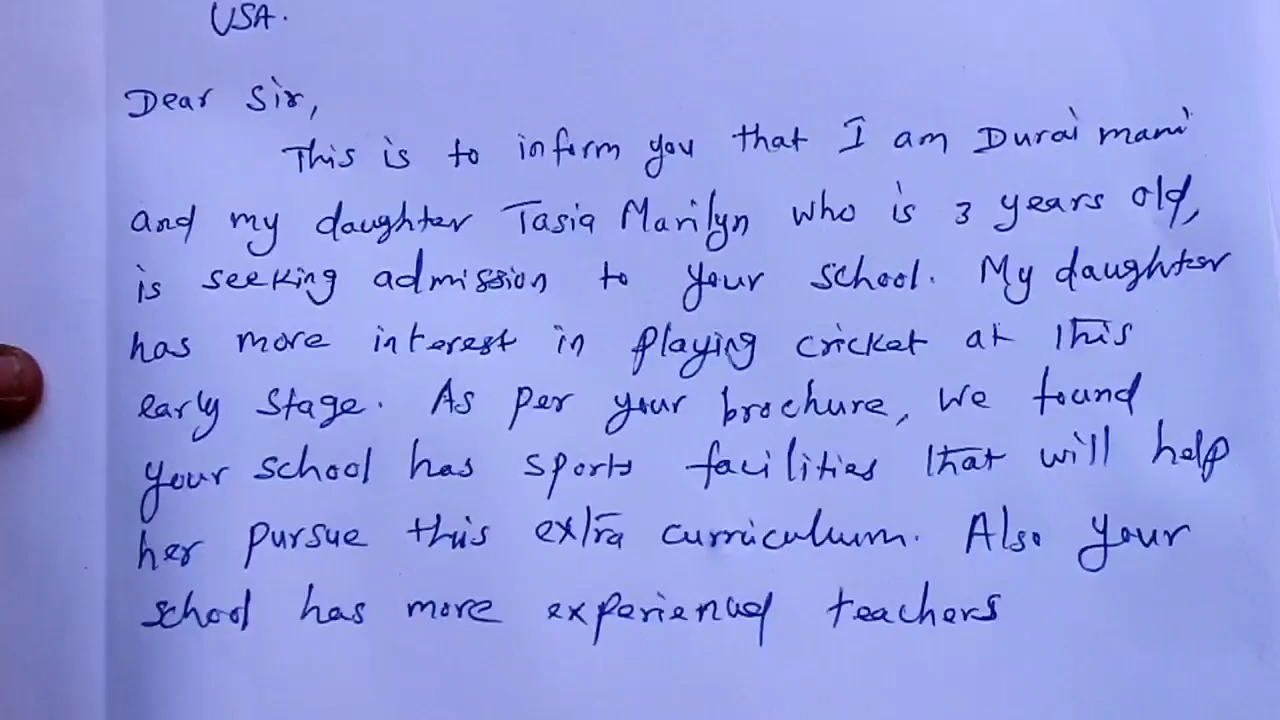 USA.
Dear Sir,
This is to inform you that I am Durai mani
and my daughter Tasia Marilyn who is 3 years old,
is seeking admission to your school. My daughter
has more interest in playing cricket at this
early stage. As per your brochure, we found
your school has sports facilities that will help
her pursue this extra curriculum. Also your
school has more experienced teachers